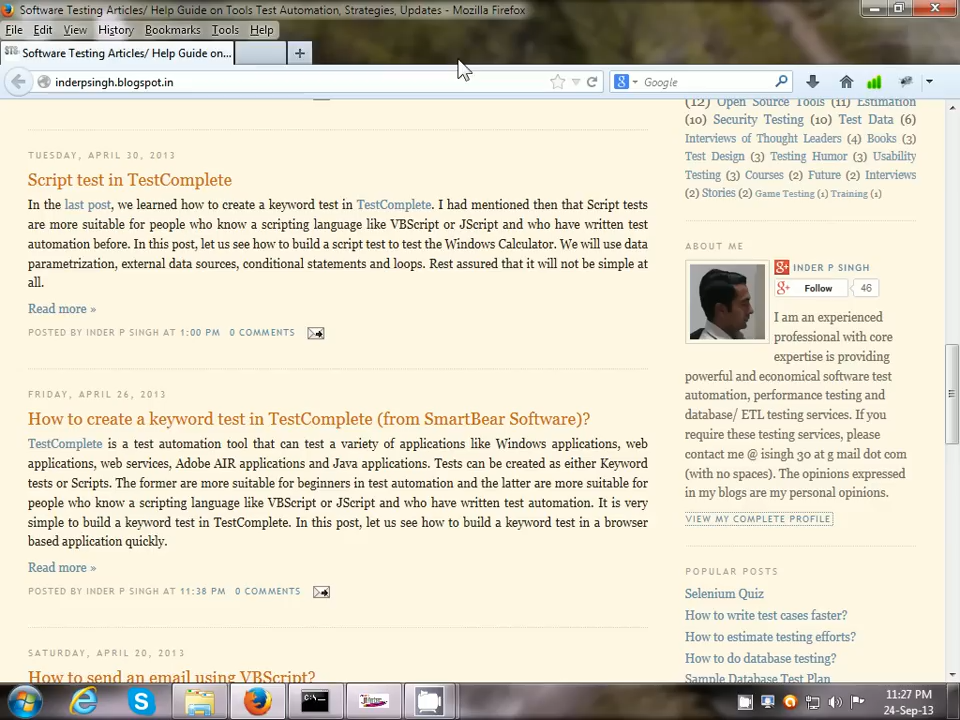 Software Testing Articles/ Help Guide on Tools Test Automation, Strategies, Updates - Mozilla Firefox
File Edit View History Bookmarks Tools Help
Software Testing Articles/ Help Guide on...
inderpsingh.blogspot.in
Google
TUESDAY, APRIL 30, 2013
Script test in TestComplete
In the last post, we learned how to create a keyword test in TestComplete. I had mentioned then that Script tests
are more suitable for people who know a scripting language like VBScript or JScript and who have written test
automation before. In this post, let us see how to build a script test to test the Windows Calculator. We will use data
parametrization, external data sources, conditional statements and loops. Rest assured that it will not be simple at
all.
Read more »
POSTED BY INDER P SINGH AT 1:00 PM 0 COMMENTS
FRIDAY, APRIL 26, 2013
How to create a keyword test in TestComplete (from SmartBear Software)?
TestComplete is a test automation tool that can test a variety of applications like Windows applications, web
applications, web services, Adobe AIR applications and Java applications. Tests can be created as either Keyword
tests or Scripts. The former are more suitable for beginners in test automation and the latter are more suitable for
people who know a scripting language like VBScript or JScript and who have written test automation. It is very
simple to build a keyword test in TestComplete. In this post, let us see how to build a keyword test in a browser
based application quickly.
Read more »
POSTED BY INDER P SINGH AT 11:38 PM 0 COMMENTS
SATURDAY, APRIL 20, 2013
How to send an email using VBScript?
(12) Open Source Tools (11) Estimation
(10) Security Testing (10) Test Data (6)
Interviews of Thought Leaders (4) Books (3)
Test Design (3) Testing Humor (3) Usability
Testing (3) Courses (2) Future (2) Interviews
(2) Stories (2) Game Testing (1) Training (1)
ABOUT ME
INDER P SINGH
Follow 46
I am an experienced
professional with core
expertise is providing
powerful and economical software test
automation, performance testing and
database/ ETL testing services. If you
require these testing services, please
contact me @ isingh 30 at g mail dot com
(with no spaces). The opinions expressed
in my blogs are my personal opinions.
VIEW MY COMPLETE PROFILE
POPULAR POSTS
Selenium Quiz
How to write test cases faster?
How to estimate testing efforts?
How to do database testing?
Sample Database Test Plan
11:27 PM
24-Sep-13